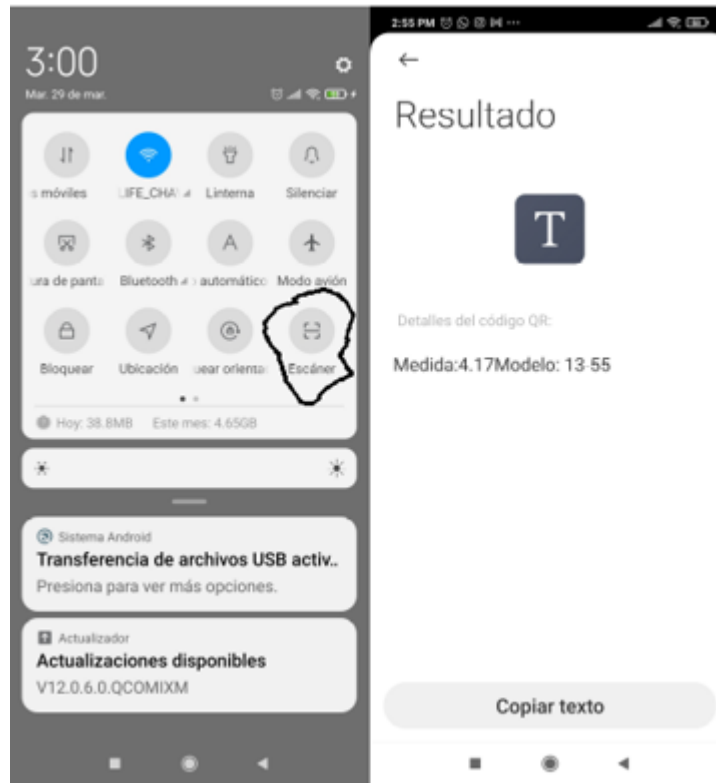 3:00
Mar. 29 de mar.
s móviles
LIFE_CHA
Linterna
Silenciar
ura de panta
Bluetooth
o automático
Modo avión
Bloquear
Ubicación
uear orienta
Escáner
Hoy: 38.8MB Este mes: 4.65GB
Sistema Android
Transferencia de archivos USB activ..
Presiona para ver más opciones.
Actualizador
Actualizaciones disponibles
V12.0.6.0.QCOMIXM
2:55 PM
Resultado
T
Detalles del código QR:
Medida:4.17Modelo: 13-55
Copiar texto